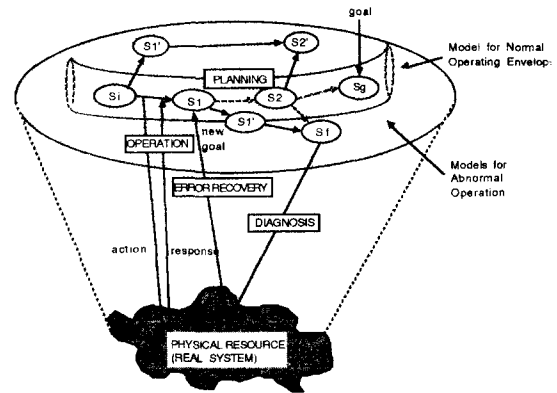 goal
S1'
S2'
Model for Normal
Operating Envelop
PLANNING
Si
S1
S2
Sg
S1'
Sf
new
goal
OPERATION
ERROR RECOVERY
DIAGNOSIS
Models for
Abnormal
Operation
action
response
PHYSICAL RESOURCE
(REAL SYSTEM)